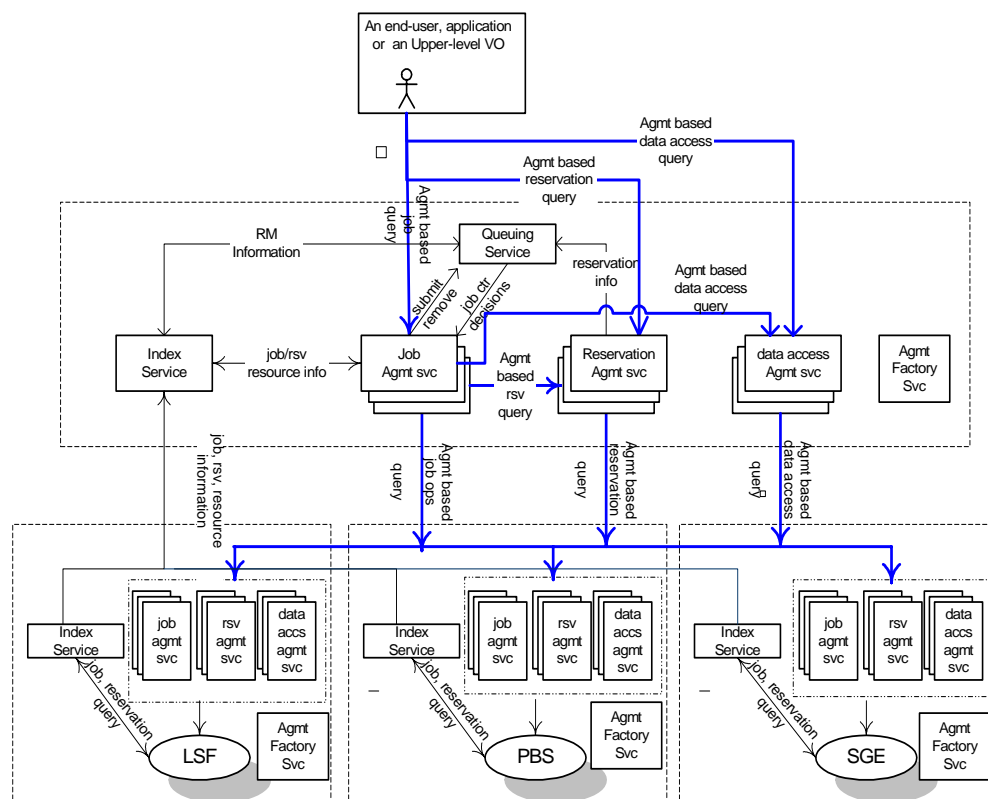 An end-user, application
or an Upper-level VO
Agmt based
data access
query
Agmt based
reservation
query
Agmt based
job
query
RM
Information
Queuing
Service
reservation
info
Agmt based
data access
query
submit
remove
job ctr
decisions
Index
Service
job/rsv
resource info
Job
Agmt svc
Agmt
based
rsv
query
Reservation
Agmt svc
data access
Agmt svc
Agmt
Factory
Svc
job, rsv, resource
information
Agmt based
job ops
query
Agmt based
reservation
query
Agmt based
data access
query
Index
Service
job
agmt
svc
rsv
agmt
svc
data
accs
agmt
svc
job, reservation
query
LSF
Agmt
Factory
Svc
Index
Service
job
agmt
svc
rsv
agmt
svc
data
accs
agmt
svc
job, reservation
query
PBS
Agmt
Factory
Svc
Index
Service
job
agmt
svc
rsv
agmt
svc
data
accs
agmt
svc
job, reservation
query
SGE
Agmt
Factory
Svc